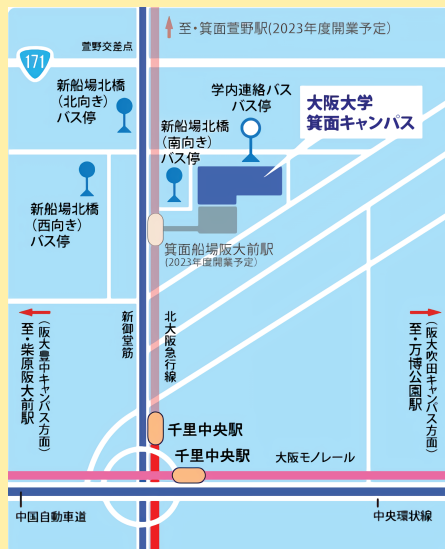 至・箕面萱野駅(2023年度開業予定)
萱野交差点
171
新船場北橋
(北向き)
バス停
学内連絡バス
バス停
大阪大学
箕面キャンパス
新船場北橋
(南向き)
バス停
新船場北橋
(西向き)
バス停
箕面船場阪大前駅
(2023年度開業予定)
新御堂筋
北大阪急行線
至・柴原阪大前駅
(阪大豊中キャンパス方面)
至・万博公園駅
(阪大吹田キャンパス方面)
千里中央駅
千里中央駅
大阪モノレール
中国自動車道
中央環状線